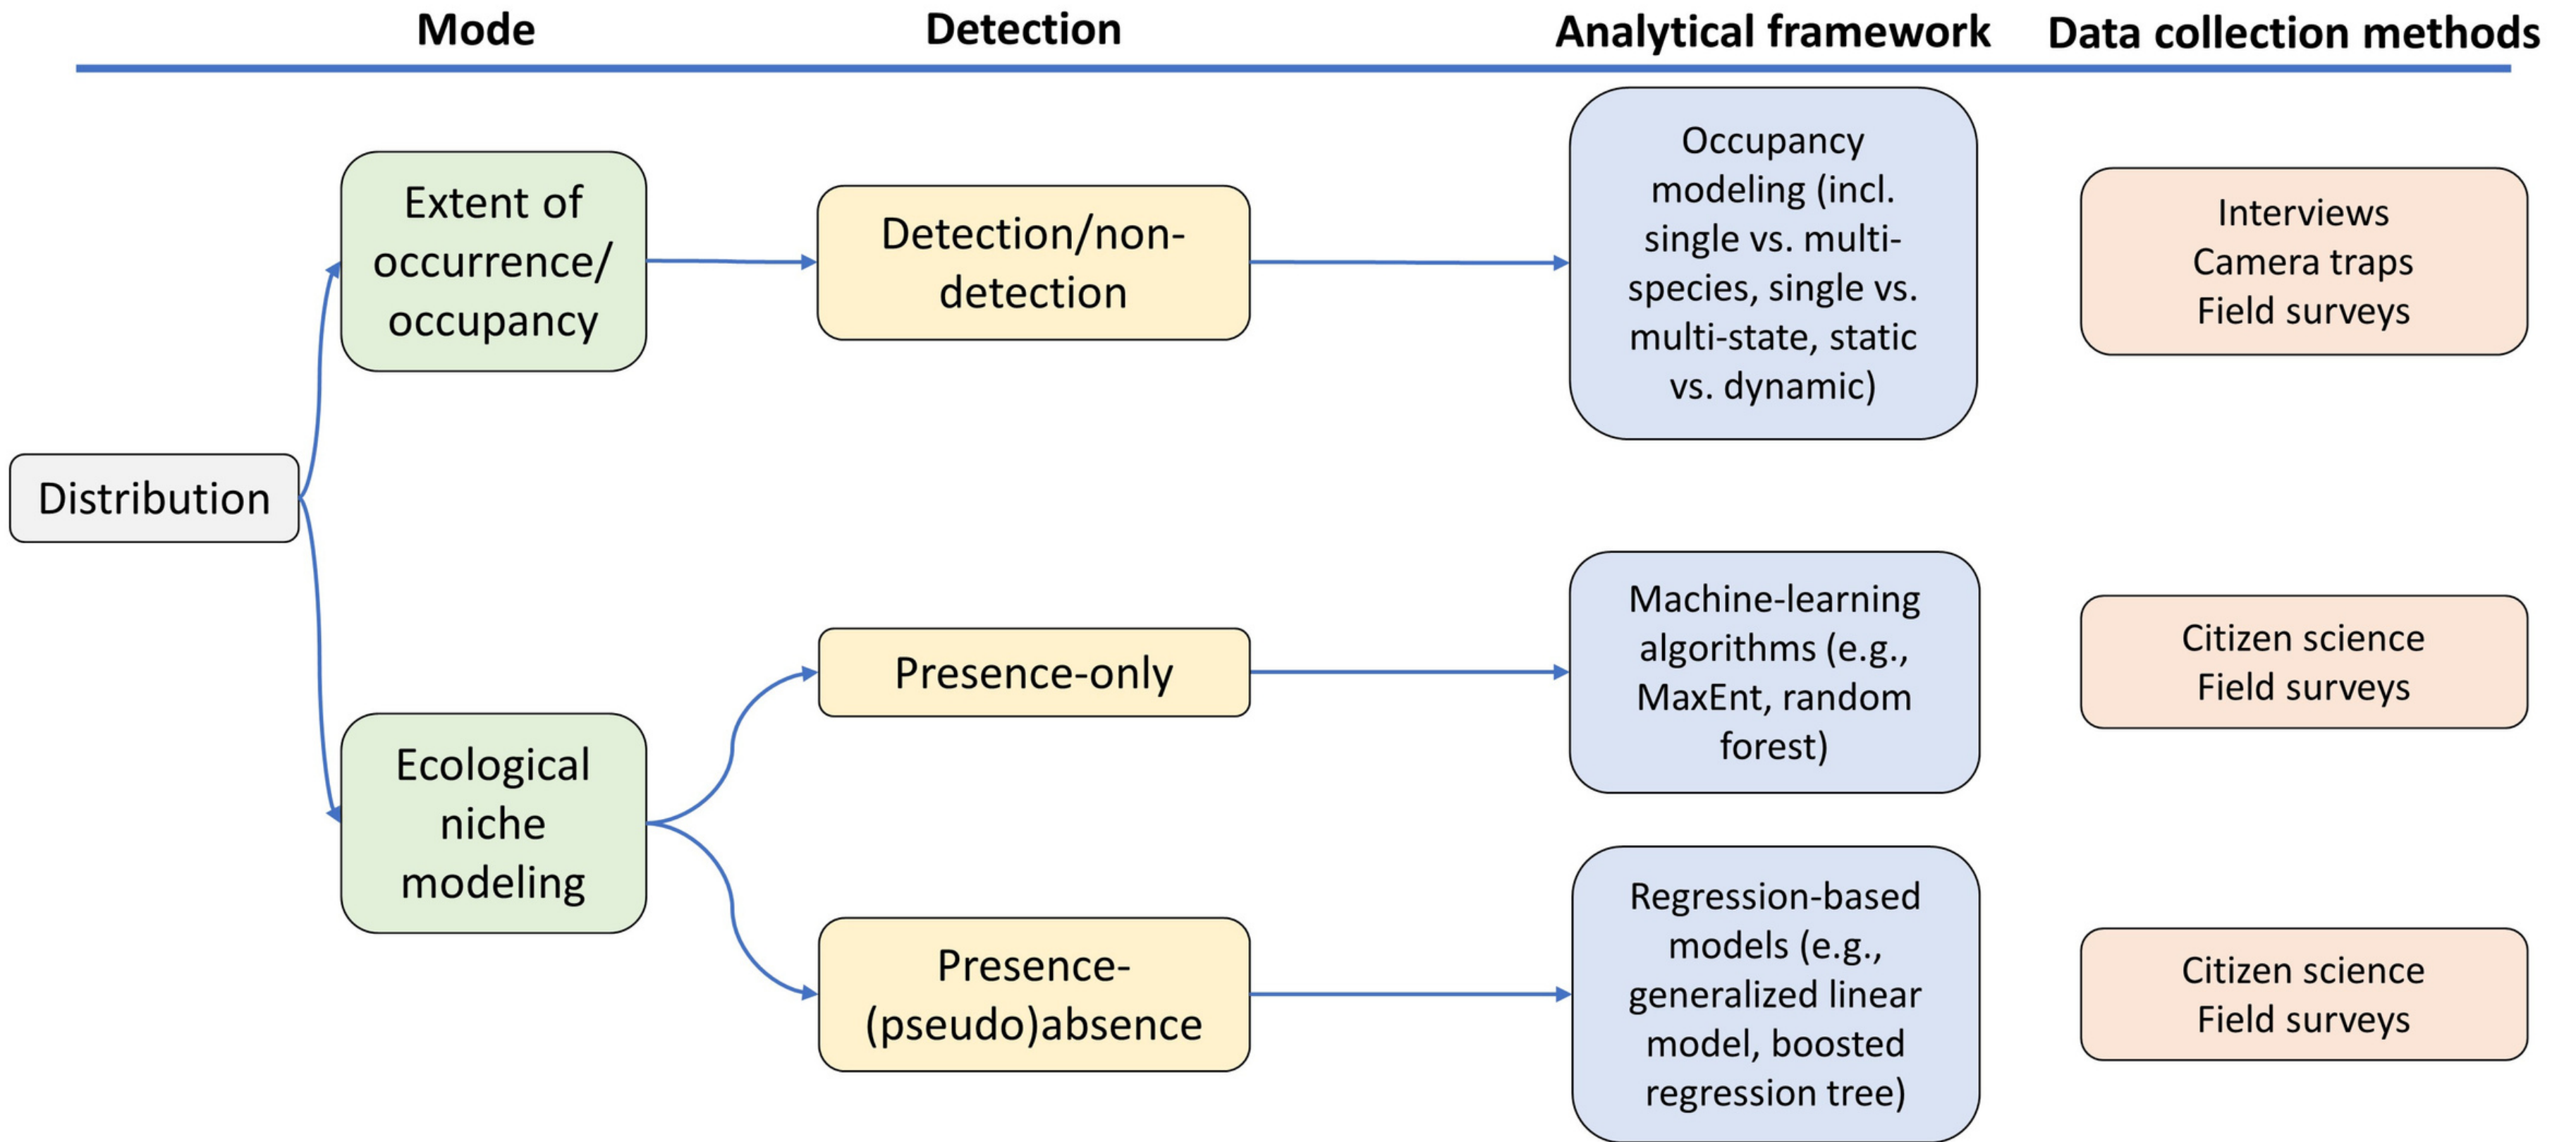 Mode
Detection
Analytical framework
Data collection methods
Distribution
Extent of
occurrence/
occupancy
Detection/non-
detection
Occupancy
modeling (incl.
single vs. multi-
species, single vs.
multi-state, static
vs. dynamic)
Interviews
Camera traps
Field surveys
Ecological
niche
modeling
Presence-only
Machine-learning
algorithms (e.g.,
MaxEnt, random
forest)
Citizen science
Field surveys
Presence-
(pseudo)absence
Regression-based
models (e.g.,
generalized linear
model, boosted
regression tree)
Citizen science
Field surveys